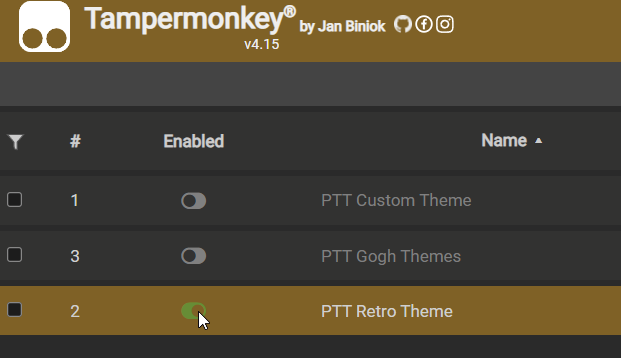 Tampermonkey® by Jan Biniok
v4.15
# Enabled Name
1 PTT Custom Theme
3 PTT Gogh Themes
2 PTT Retro Theme